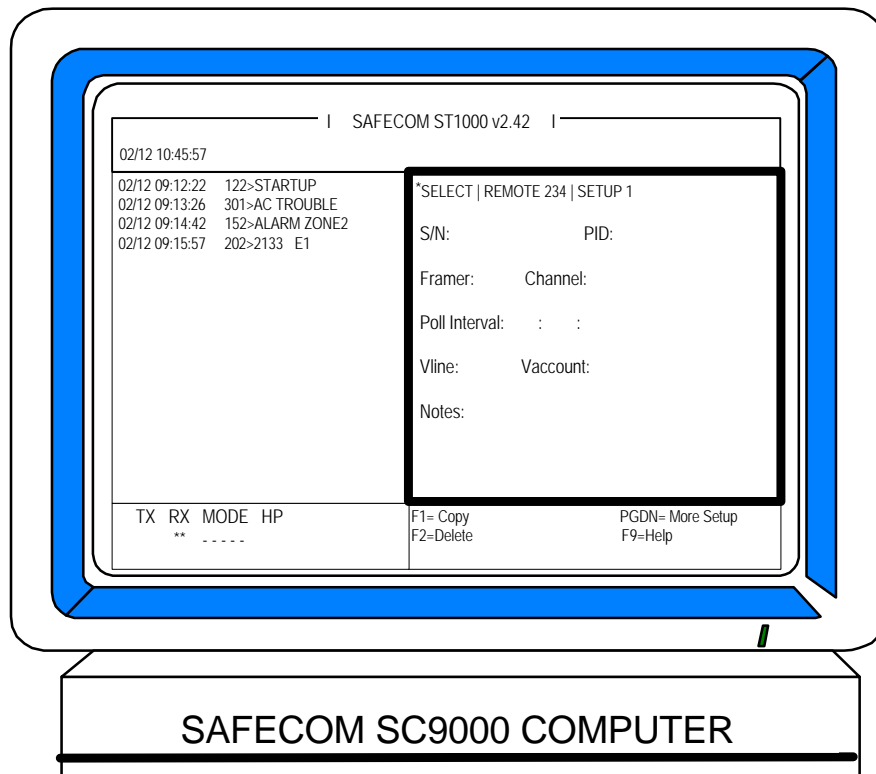 SAFECOM ST1000 v2.42
02/12 10:45:57
02/12 09:12:22 122>STARTUP
02/12 09:13:26 301>AC TROUBLE
02/12 09:14:42 152>ALARM ZONE2
02/12 09:15:57 202>2133 E1
*SELECT | REMOTE 234 | SETUP 1
S/N: PID:
Framer: Channel:
Poll Interval: : :
Vline: Vaccount:
Notes:
TX RX MODE HP
** - - - - -
F1= Copy PGDN= More Setup
F2=Delete F9=Help
SAFECOM SC9000 COMPUTER